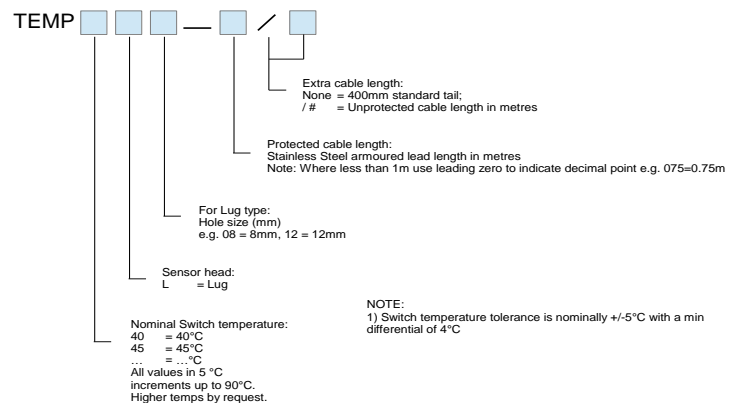 TEMP
Extra cable length:
None = 400mm standard tail;
/ # = Unprotected cable length in metres
Protected cable length:
Stainless Steel armoured lead length in metres
Note: Where less than 1m use leading zero to indicate decimal point e.g. 075=0.75m
For Lug type:
Hole size (mm)
e.g. 08 = 8mm, 12 = 12mm
Sensor head:
L = Lug
NOTE:
1) Switch temperature tolerance is nominally +/-5°C with a min
differential of 4°C
Nominal Switch temperature:
40 = 40°C
45 = 45°C
... = ...°C
All values in 5 °C
increments up to 90°C.
Higher temps by request.